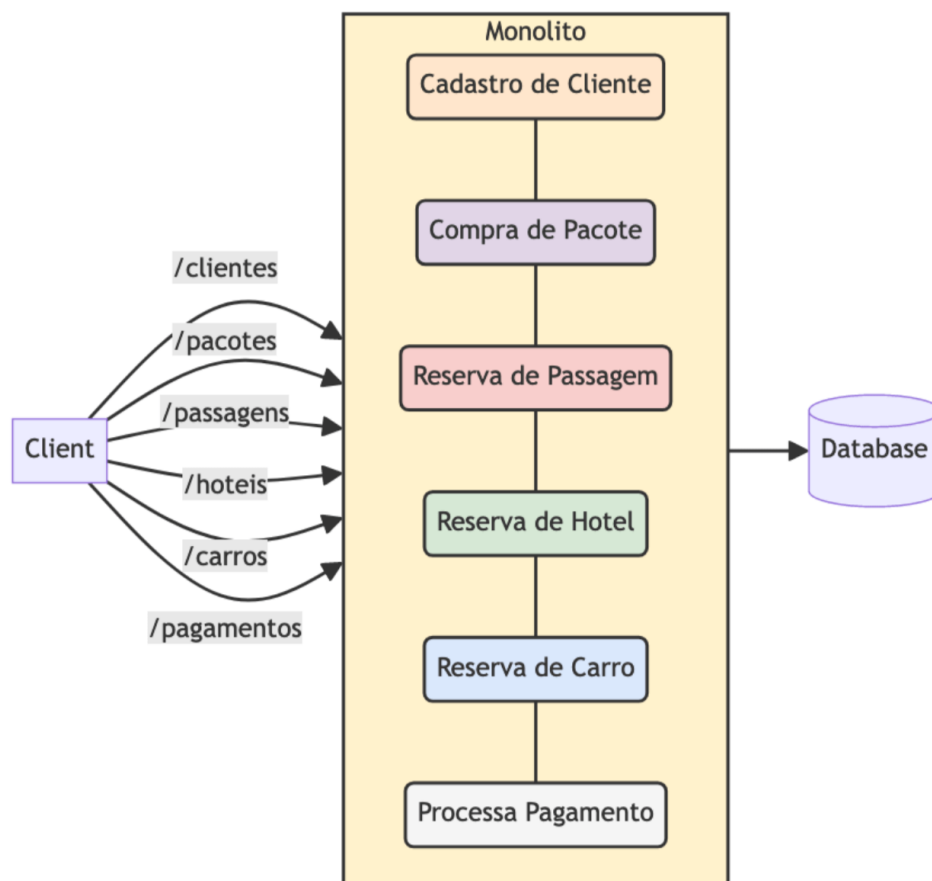 Monolito
Cadastro de Cliente
Compra de Pacote
Reserva de Passagem
Reserva de Hotel
Reserva de Carro
Processa Pagamento
/clientes
/pacotes
/passagens
/hoteis
/carros
/pagamentos
Client
Database